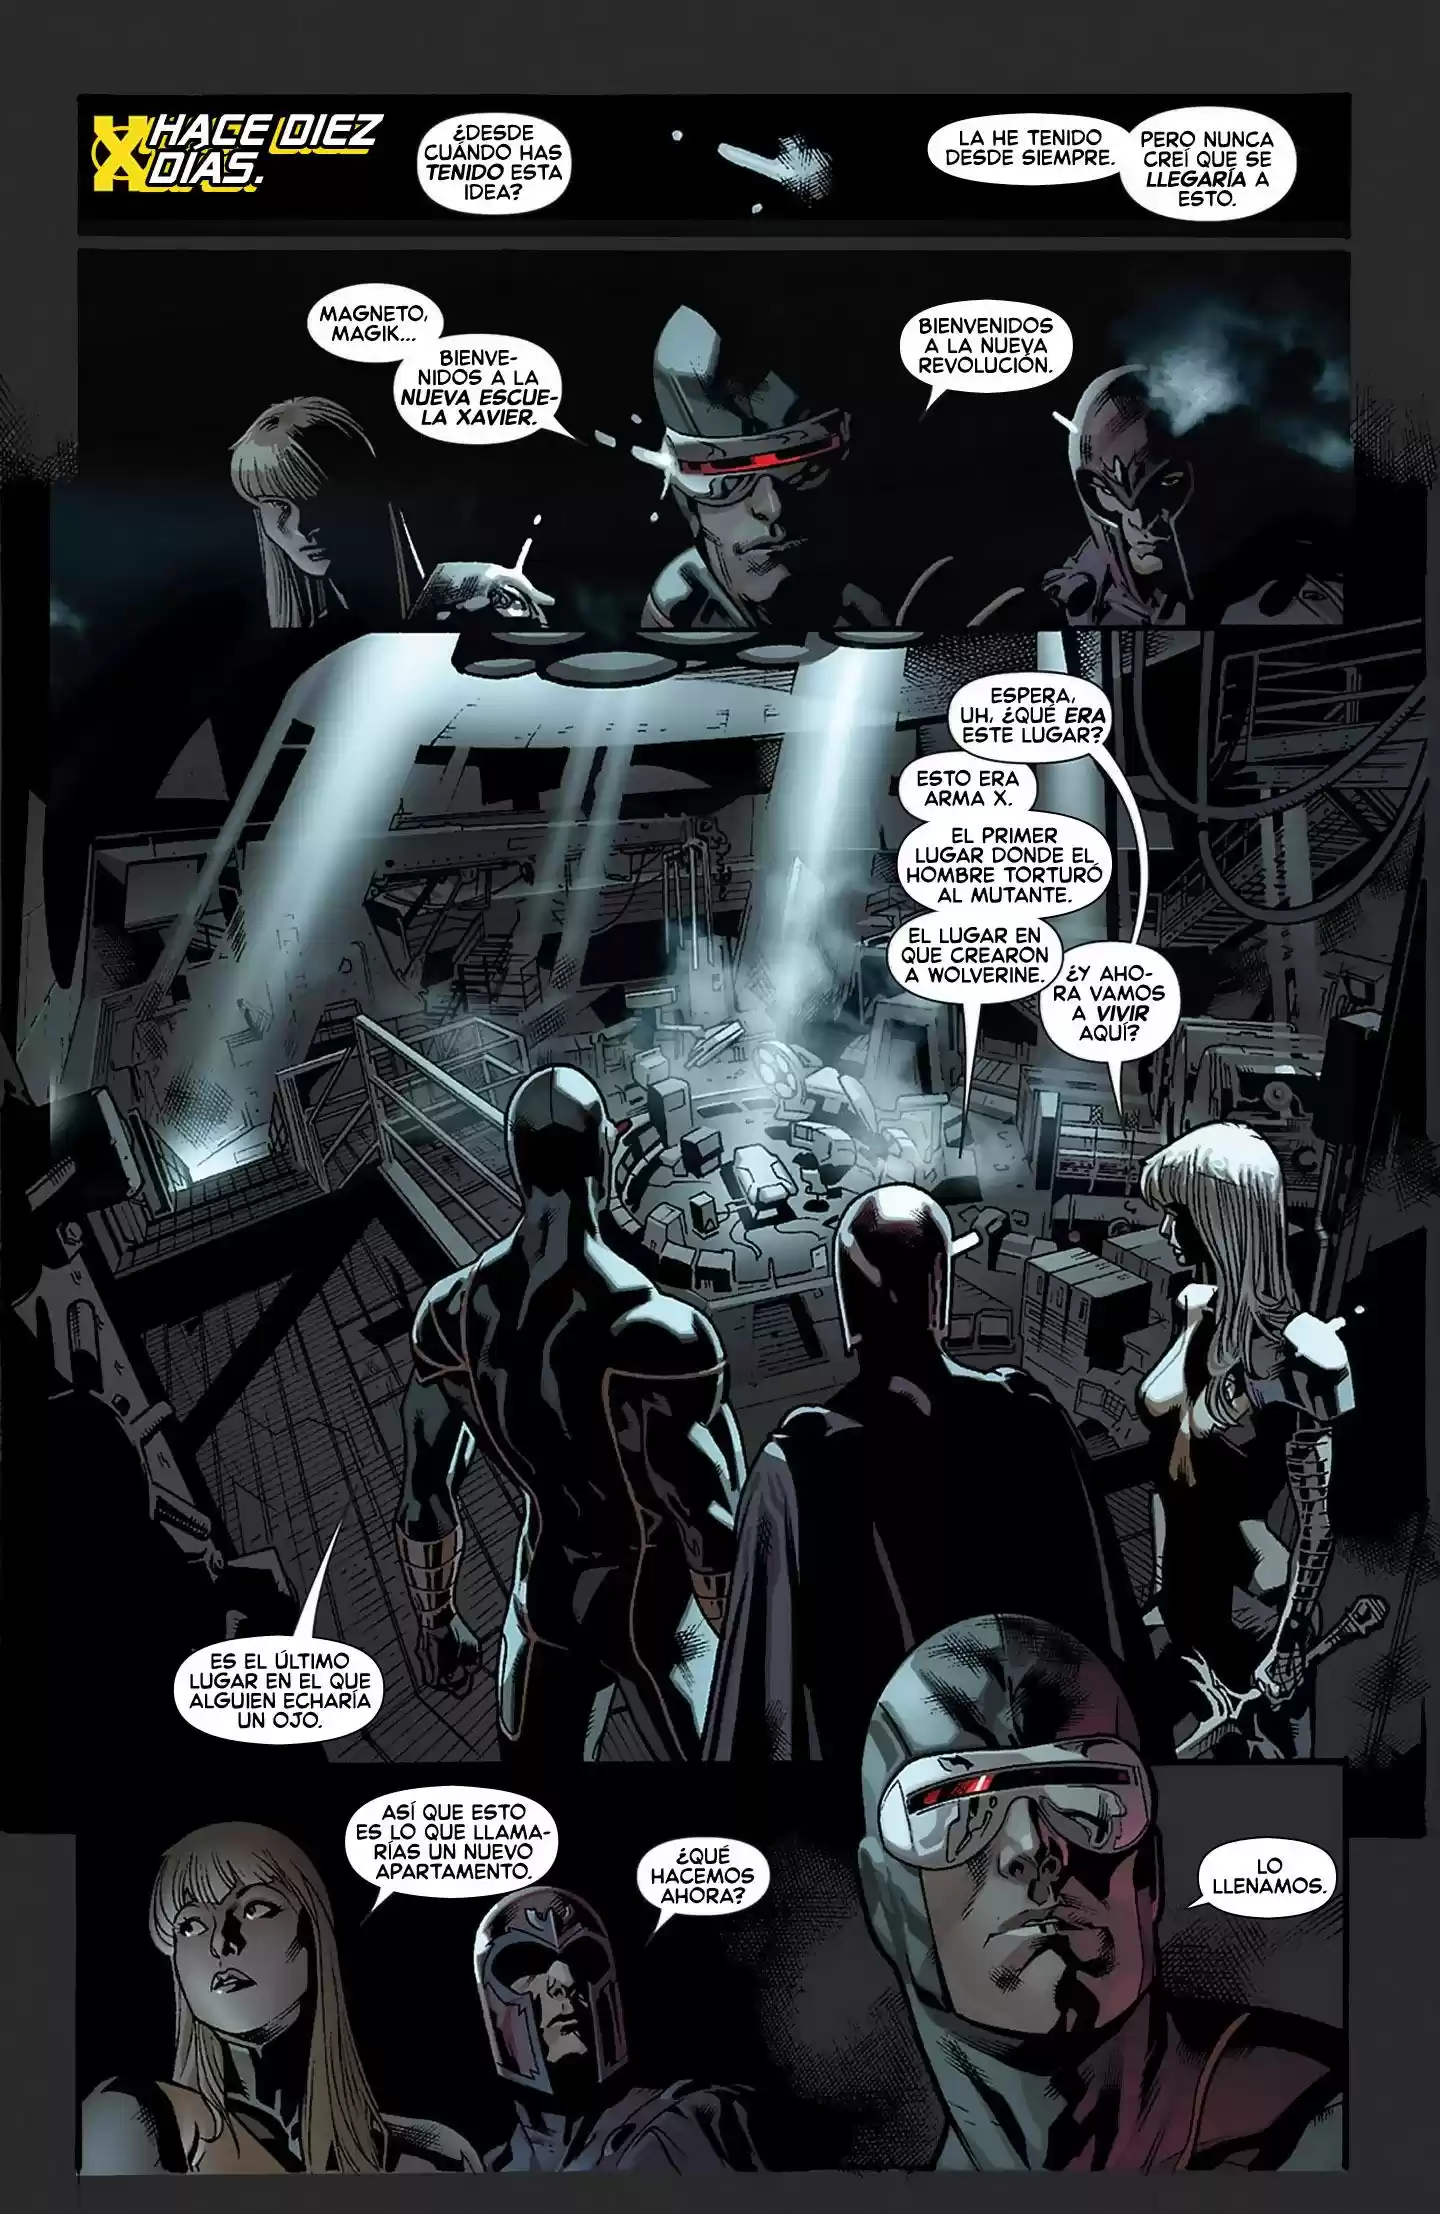 HACE DIEZ
DÍAS.
¿DESDE
CUÁNDO HAS
TENIDO ESTA
IDEA?
LA HE TENIDO
DESDE SIEMPRE.
PERO NUNCA
CREÍ QUE SE
LLEGARÍA A
ESTO.
MAGNETO,
MAGIK...
BIENVE-
NIDOS A LA
NUEVA ESCUE-
LA XAVIER.
BIENVENIDOS
A LA NUEVA
REVOLUCIÓN.
ESPERA,
UH, ¿QUÉ ERA
ESTE LUGAR?
ESTO ERA
ARMA X.
EL PRIMER
LUGAR DONDE EL
HOMBRE TORTURÓ
AL MUTANTE.
EL LUGAR EN
QUE CREARON
A WOLVERINE.
¿Y AHO-
RA VAMOS
A VIVIR
AQUÍ?
ES EL ÚLTIMO
LUGAR EN EL QUE
ALGUIEN ECHARÍA
UN OJO.
ASÍ QUE ESTO
ES LO QUE LLAMA-
RÍAS UN NUEVO
APARTAMENTO.
¿QUÉ
HACEMOS
AHORA?
LO
LLENAMOS.